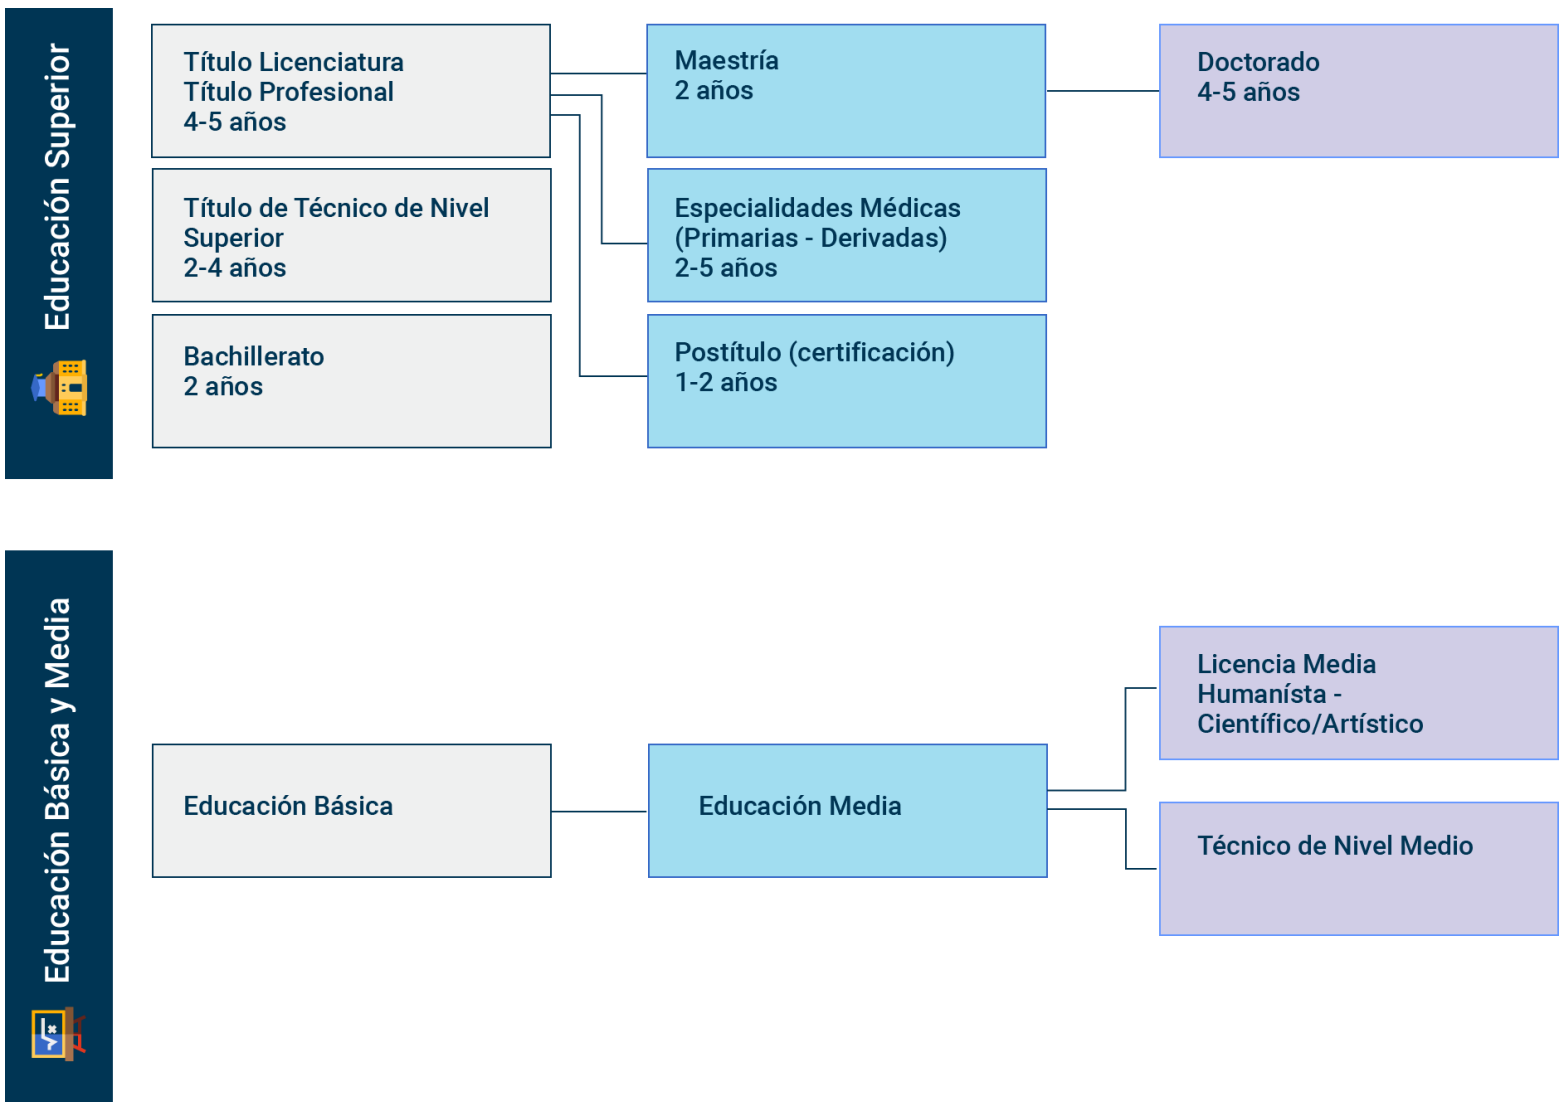 Educación Superior
Título Licenciatura
Título Profesional
4-5 años
Maestría
2 años
Doctorado
4-5 años
Título de Técnico de Nivel
Superior
2-4 años
Especialidades Médicas
(Primarias - Derivadas)
2-5 años
Bachillerato
2 años
Postítulo (certificación)
1-2 años
Educación Básica y Media
Educación Básica
Educación Media
Licencia Media
Humanísta -
Científico/Artístico
Técnico de Nivel Medio